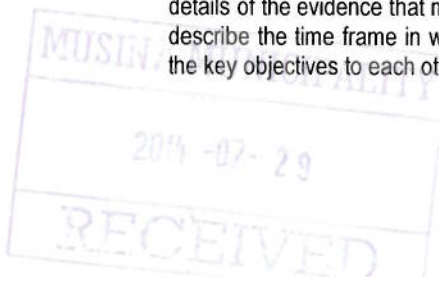 details of the evidence that
describe the time frame in
the key objectives to each
MUSINA MUNICIPALITY
2014 -07- 29
RECEIVED